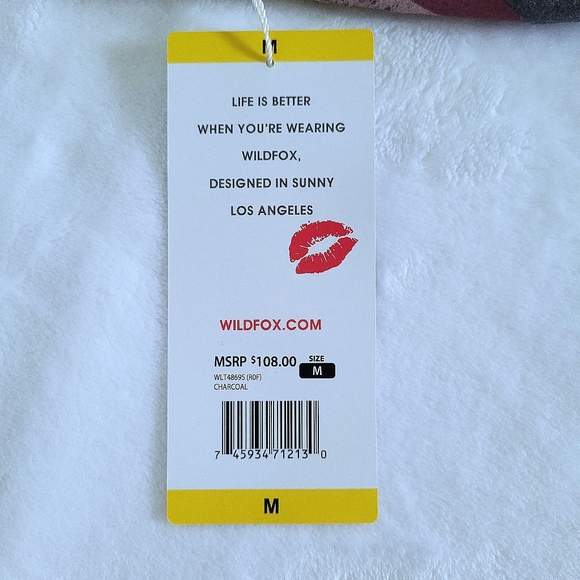 M
LIFE IS BETTER
WHEN YOU'RE WEARING
WILDFOX,
DESIGNED IN SUNNY
LOS ANGELES
WILDFOX.COM
MSRP $108.00 SIZE
WLT4869S (R0F) M
CHARCOAL
7 45934 71213 0
M